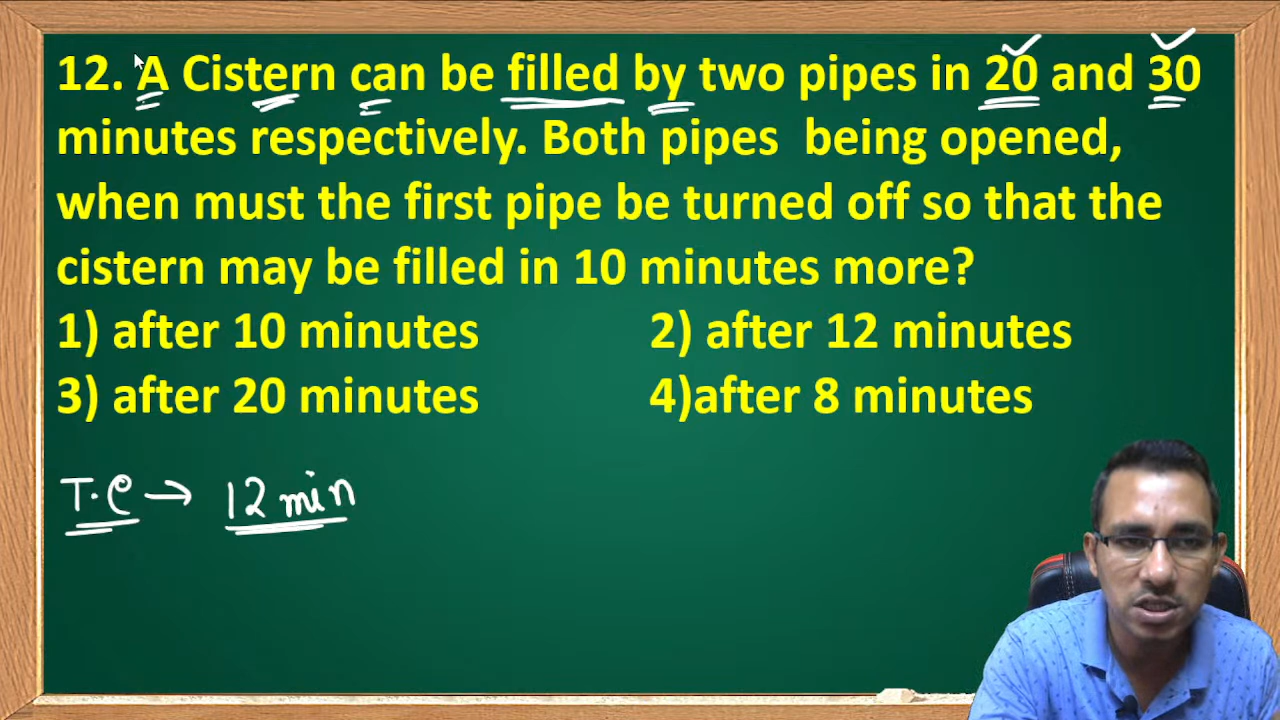 12. A Cistern can be filled by two pipes in 20 and 30
minutes respectively. Both pipes being opened,
when must the first pipe be turned off so that the
cistern may be filled in 10 minutes more?
1) after 10 minutes 2) after 12 minutes
3) after 20 minutes 4)after 8 minutes
12 min